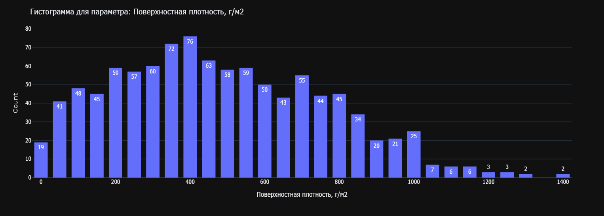 Гистограмма для параметра: Поверхностная плотность, г/м2
80
70
60
50
40
30
20
10
0
Count
19 41 48 45 59 57 60 72 76 63 58 59 50 43 55 44 45 34 20 21 25 7 6 6 3 3 2 2
0 200 400 600 800 1000 1200 1400
Поверхностная плотность, г/м2